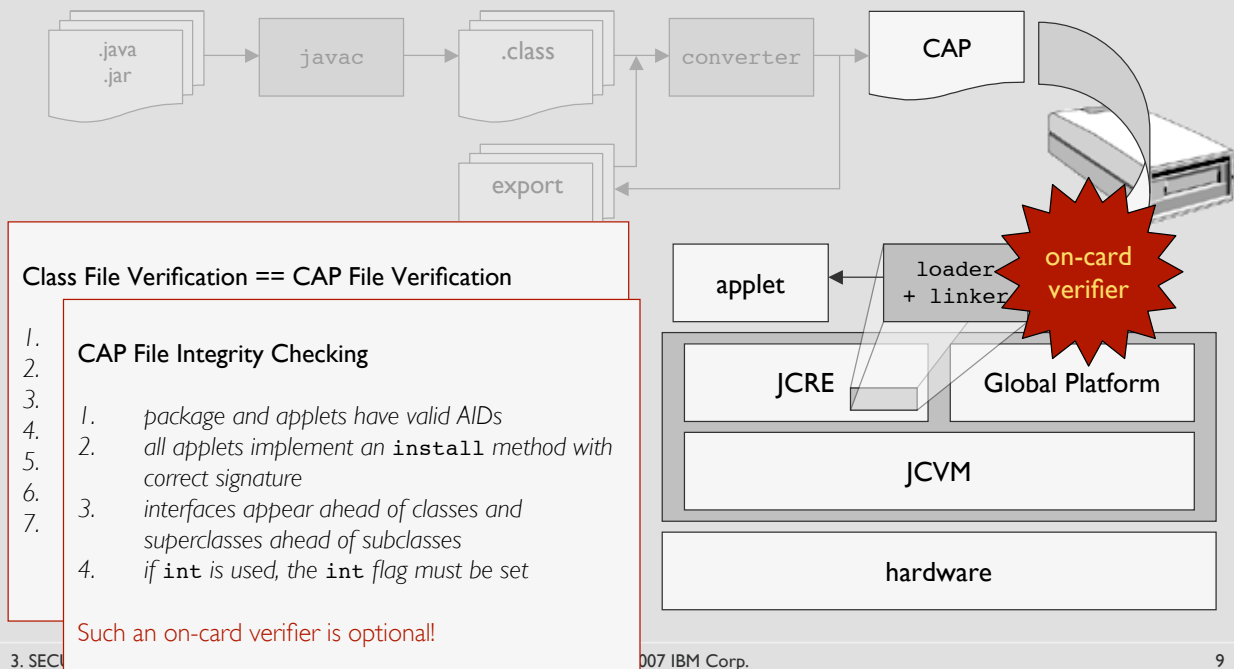 .java
.jar
javac
.class
converter
CAP
export
Class File Verification == CAP File Verification
1.
2.
3.
4.
5.
6.
7.
CAP File Integrity Checking
1. package and applets have valid AIDs
2. all applets implement an install method with
correct signature
3. interfaces appear ahead of classes and
superclasses ahead of subclasses
4. if int is used, the int flag must be set
Such an on-card verifier is optional!
applet
loader
+ linker
on-card
verifier
JCRE
Global Platform
JCVM
hardware
3. SECU
007 IBM Corp.
9